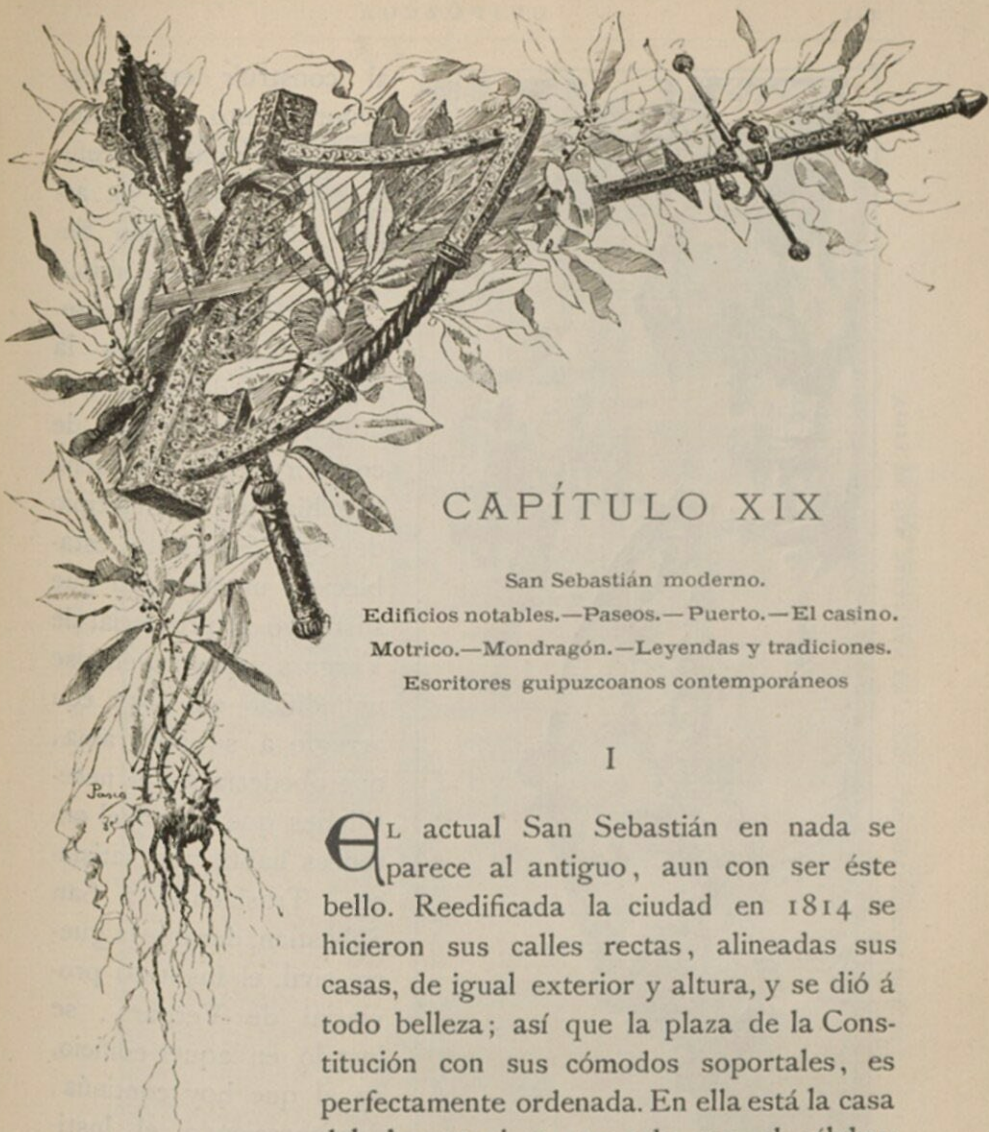 CAPÍTULO XIX
San Sebastián moderno.
Edificios notables.—Paseos.—Puerto.—El casino.
Motrico.—Mondragón.—Leyendas y tradiciones.
Escritores guipuzcoanos contemporáneos
I
EL actual San Sebastián en nada se
parece al antiguo, aun con ser éste
bello. Reedificada la ciudad en 1814 se
hicieron sus calles rectas, alineadas sus
casas, de igual exterior y altura, y se dió á
todo belleza; así que la plaza de la Cons-
titución con sus cómodos soportales, es
perfectamente ordenada. En ella está la casa